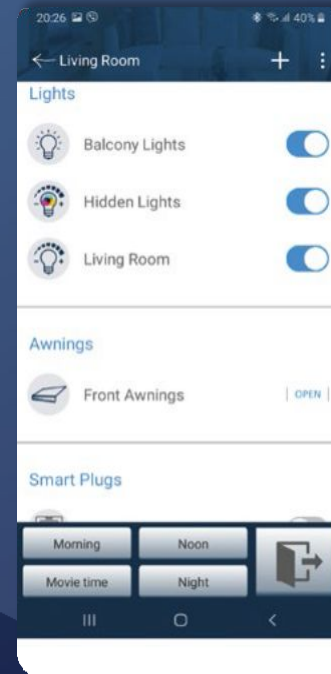 20:26 40%
Living Room
Lights
Balcony Lights
Hidden Lights
Living Room
Awnings
Front Awnings OPEN
Smart Plugs
Morning Noon
Movie time Night